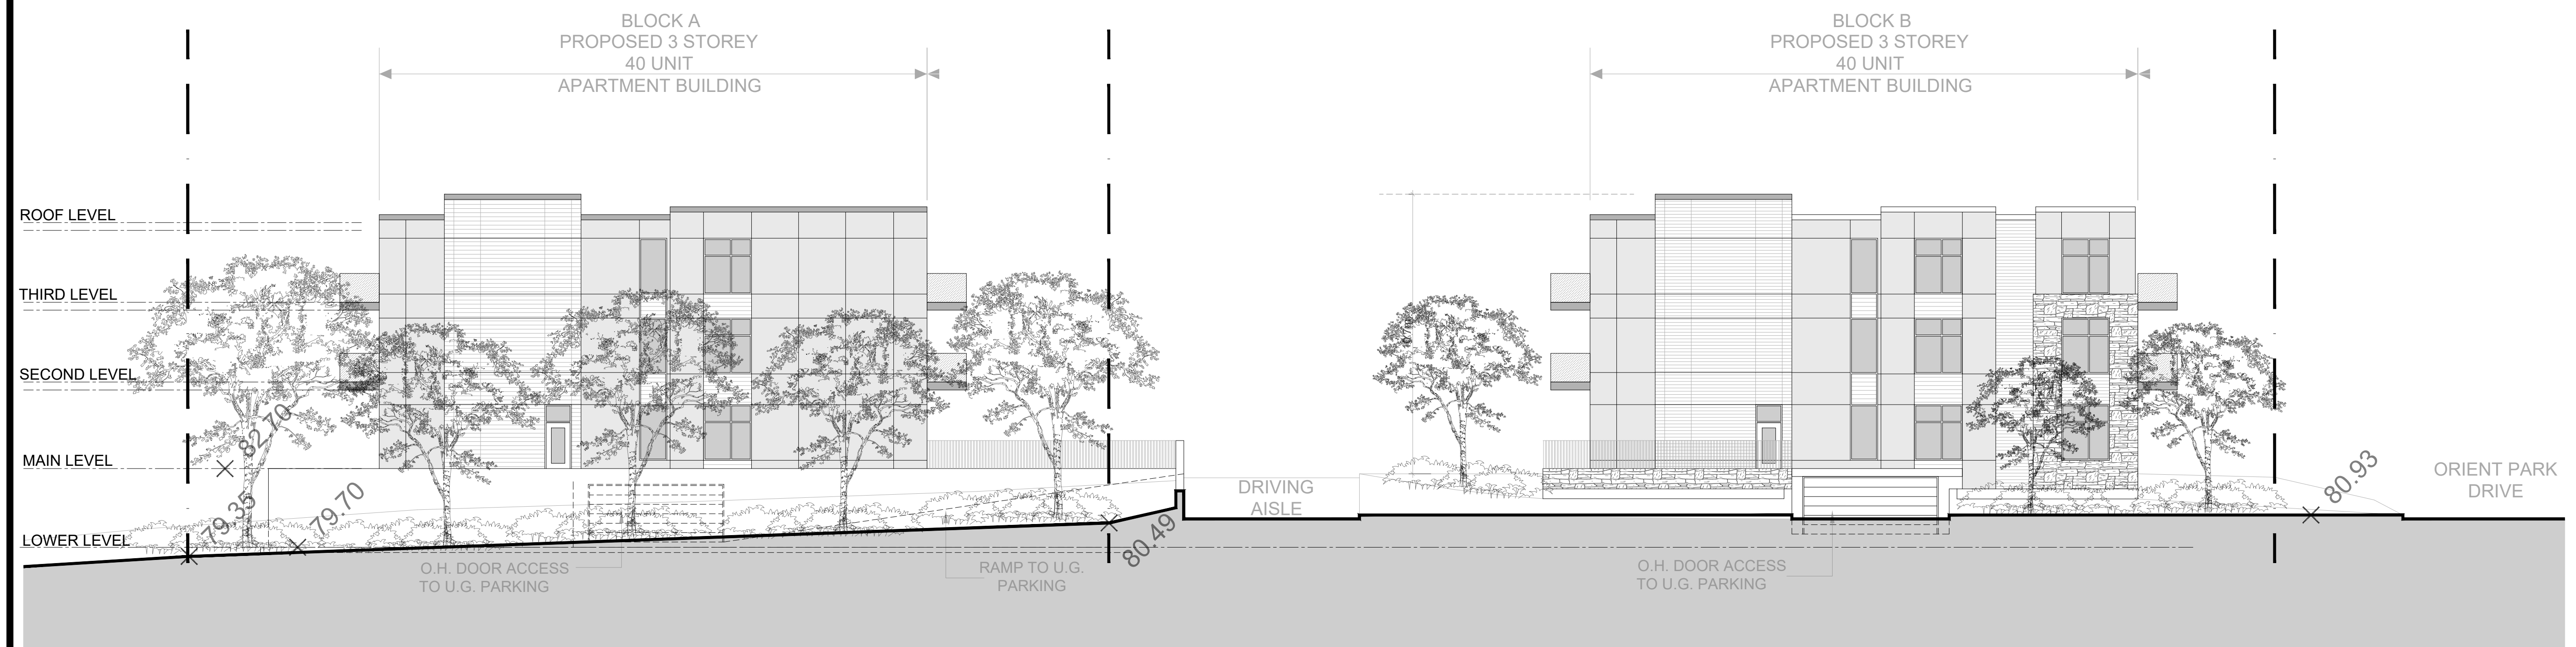 BLOCK A
PROPOSED 3 STOREY
40 UNIT
APARTMENT BUILDING
BLOCK B
PROPOSED 3 STOREY
40 UNIT
APARTMENT BUILDING
ROOF LEVEL
THIRD LEVEL
SECOND LEVEL
MAIN LEVEL
LOWER LEVEL
82.70
79.35
79.70
80.49
80.93
DRIVING
AISLE
ORIENT PARK
DRIVE
O.H. DOOR ACCESS
TO U.G. PARKING
RAMP TO U.G.
PARKING
O.H. DOOR ACCESS
TO U.G. PARKING